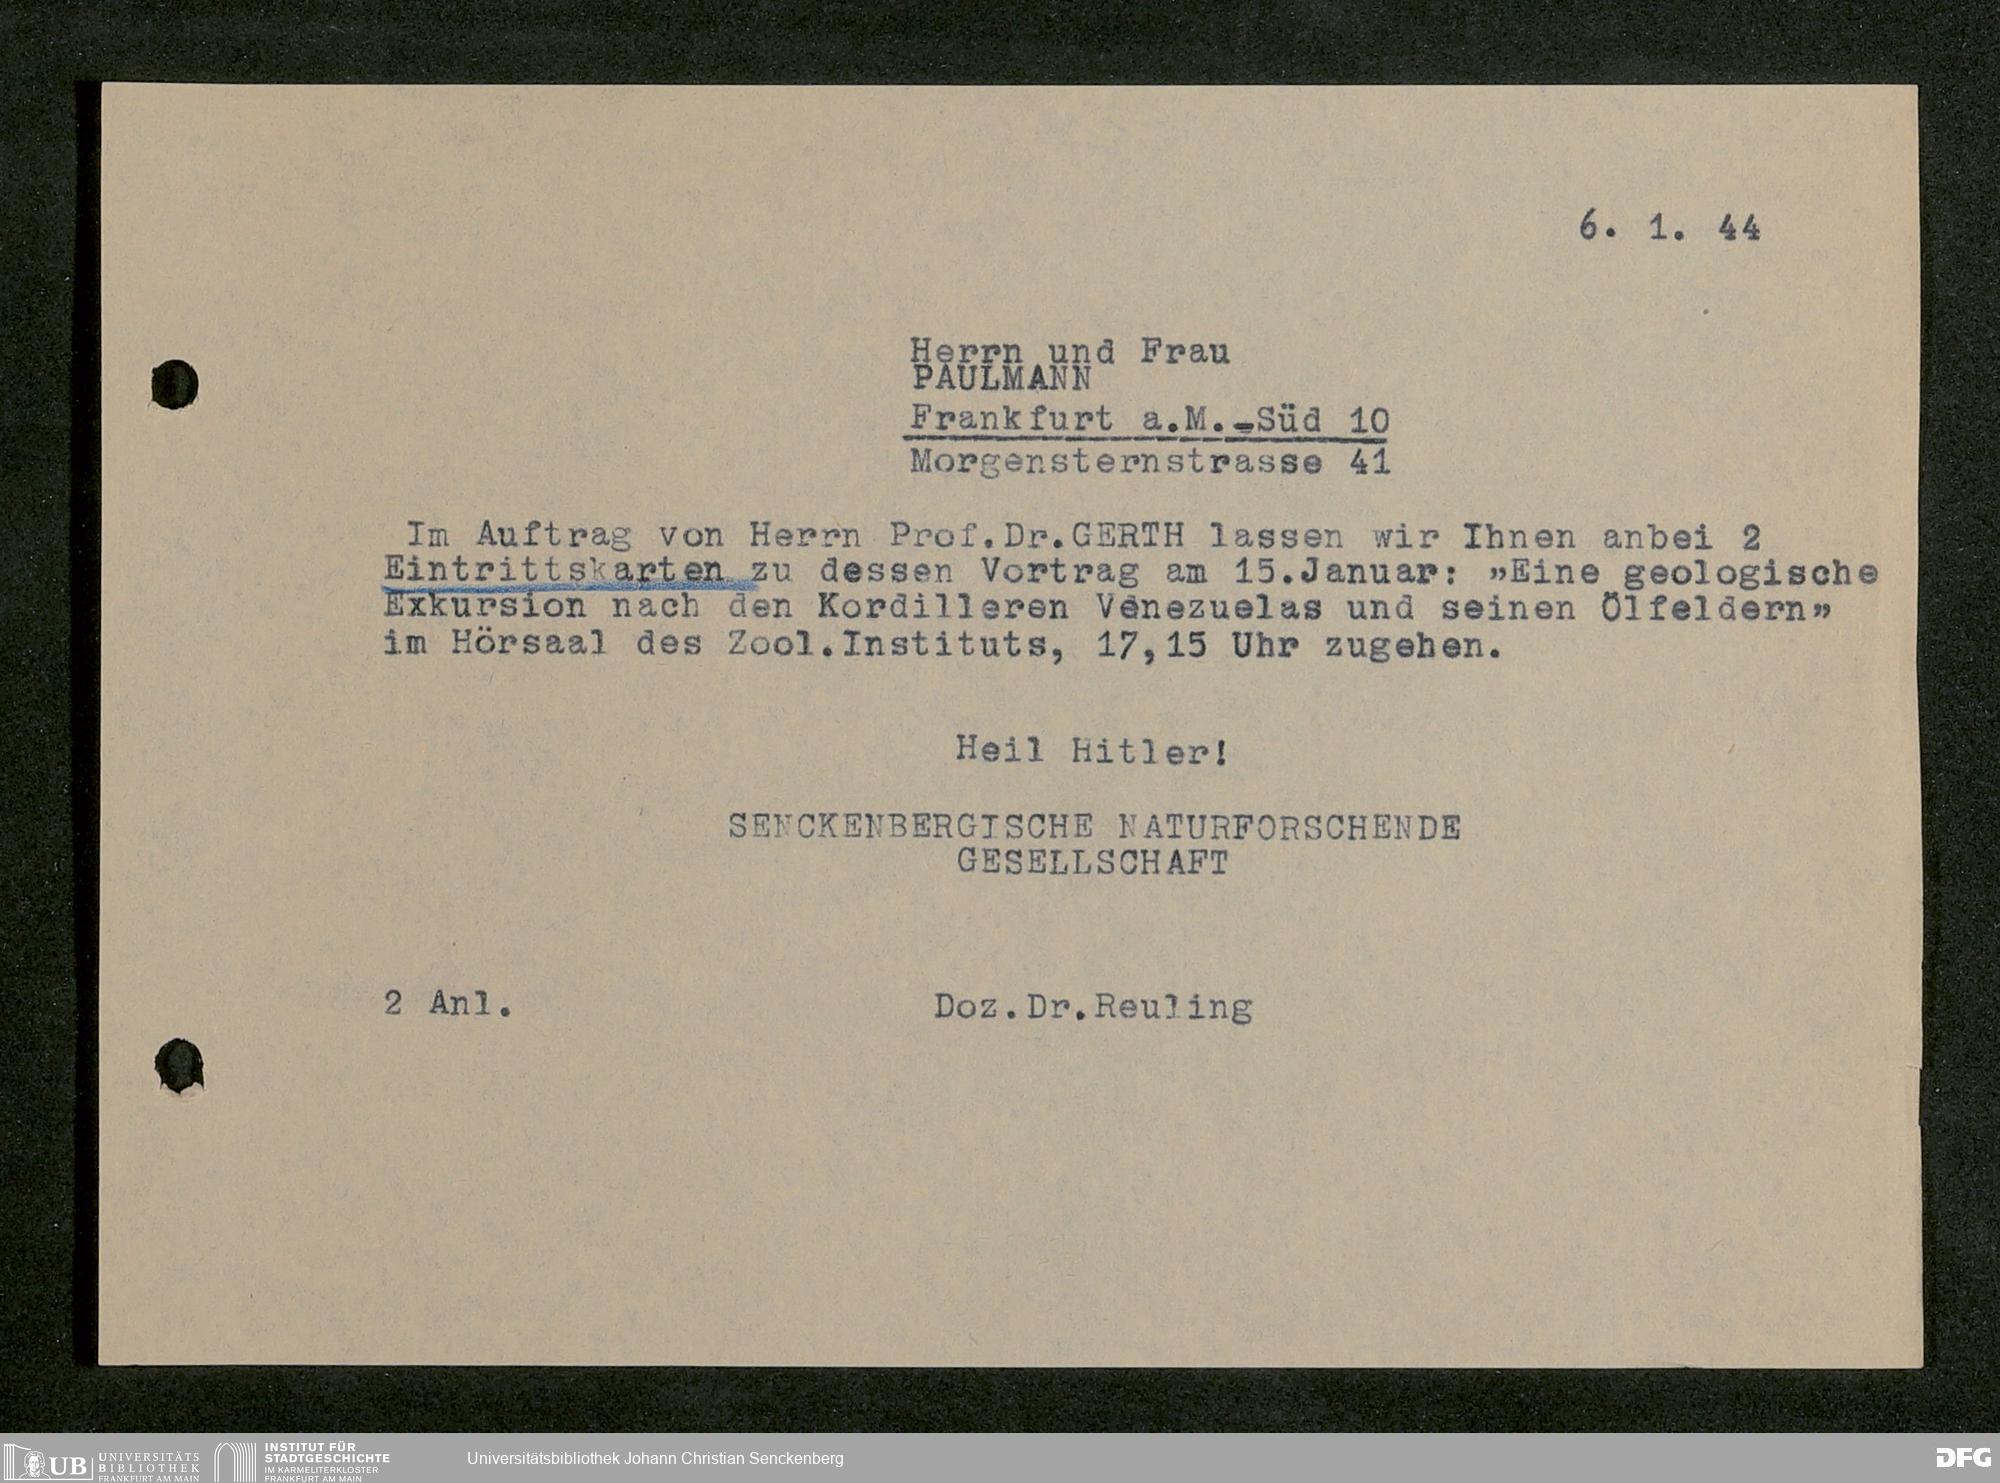 6. 1. 44
Herrn und Frau
PAULMANN
Frankfurt a.M.-Süd 10
Morgensternstrasse 41
Im Auftrag von Herrn Prof.Dr.GERTH lassen wir Ihnen anbei 2
Eintrittskarten zu dessen Vortrag am 15.Januar: »Eine geologische
Exkursion nach den Kordilleren Venezuelas und seinen Ölfeldern»
im Hörsaal des Zool.Instituts, 17,15 Uhr zugehen.
Heil Hitler!
SENCKENBERGISCHE NATURFORSCHENDE
GESELLSCHAFT
2 Anl.
Doz.Dr.Reuling
UB
UNIVERSITÄTS
BIBLIOTHEK
FRANKFURT AM MAIN
INSTITUT FÜR
STADTGESCHICHTE
IM KARMELITERKLOSTER
FRANKFURT AM MAIN
Universitätsbibliothek Johann Christian Senckenberg
DFG